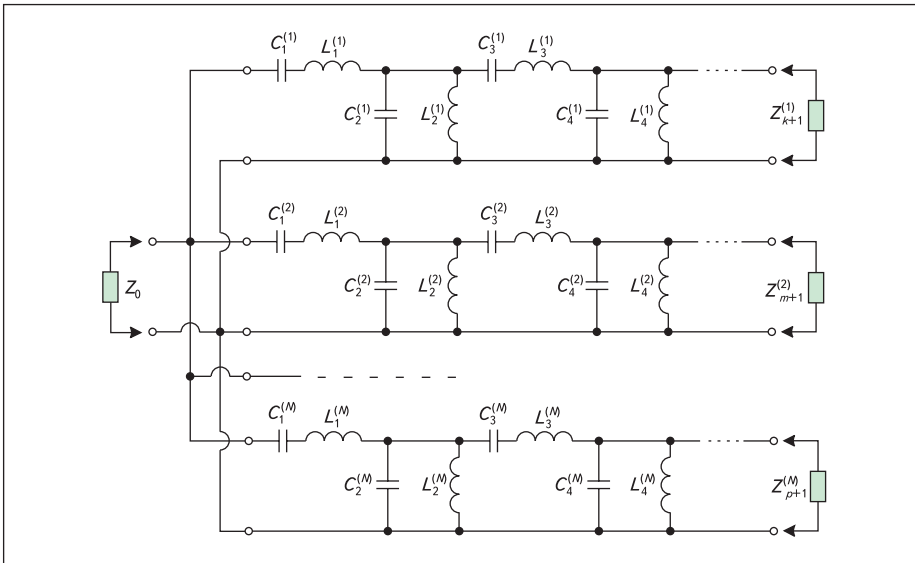 C₁⁽¹⁾ L₁⁽¹⁾ C₃⁽¹⁾ L₃⁽¹⁾
C₂⁽¹⁾ L₂⁽¹⁾ C₄⁽¹⁾ L₄⁽¹⁾ Z₍ₖ₊₁₎⁽¹⁾
C₁⁽²⁾ L₁⁽²⁾ C₃⁽²⁾ L₃⁽²⁾
Z₀ C₂⁽²⁾ L₂⁽²⁾ C₄⁽²⁾ L₄⁽²⁾ Zₘ₊₁⁽²⁾
C₁⁽ᴺ⁾ L₁⁽ᴺ⁾ C₃⁽ᴺ⁾ L₃⁽ᴺ⁾
C₂⁽ᴺ⁾ L₂⁽ᴺ⁾ C₄⁽ᴺ⁾ L₄⁽ᴺ⁾ Zₚ₊₁⁽ᴺ⁾